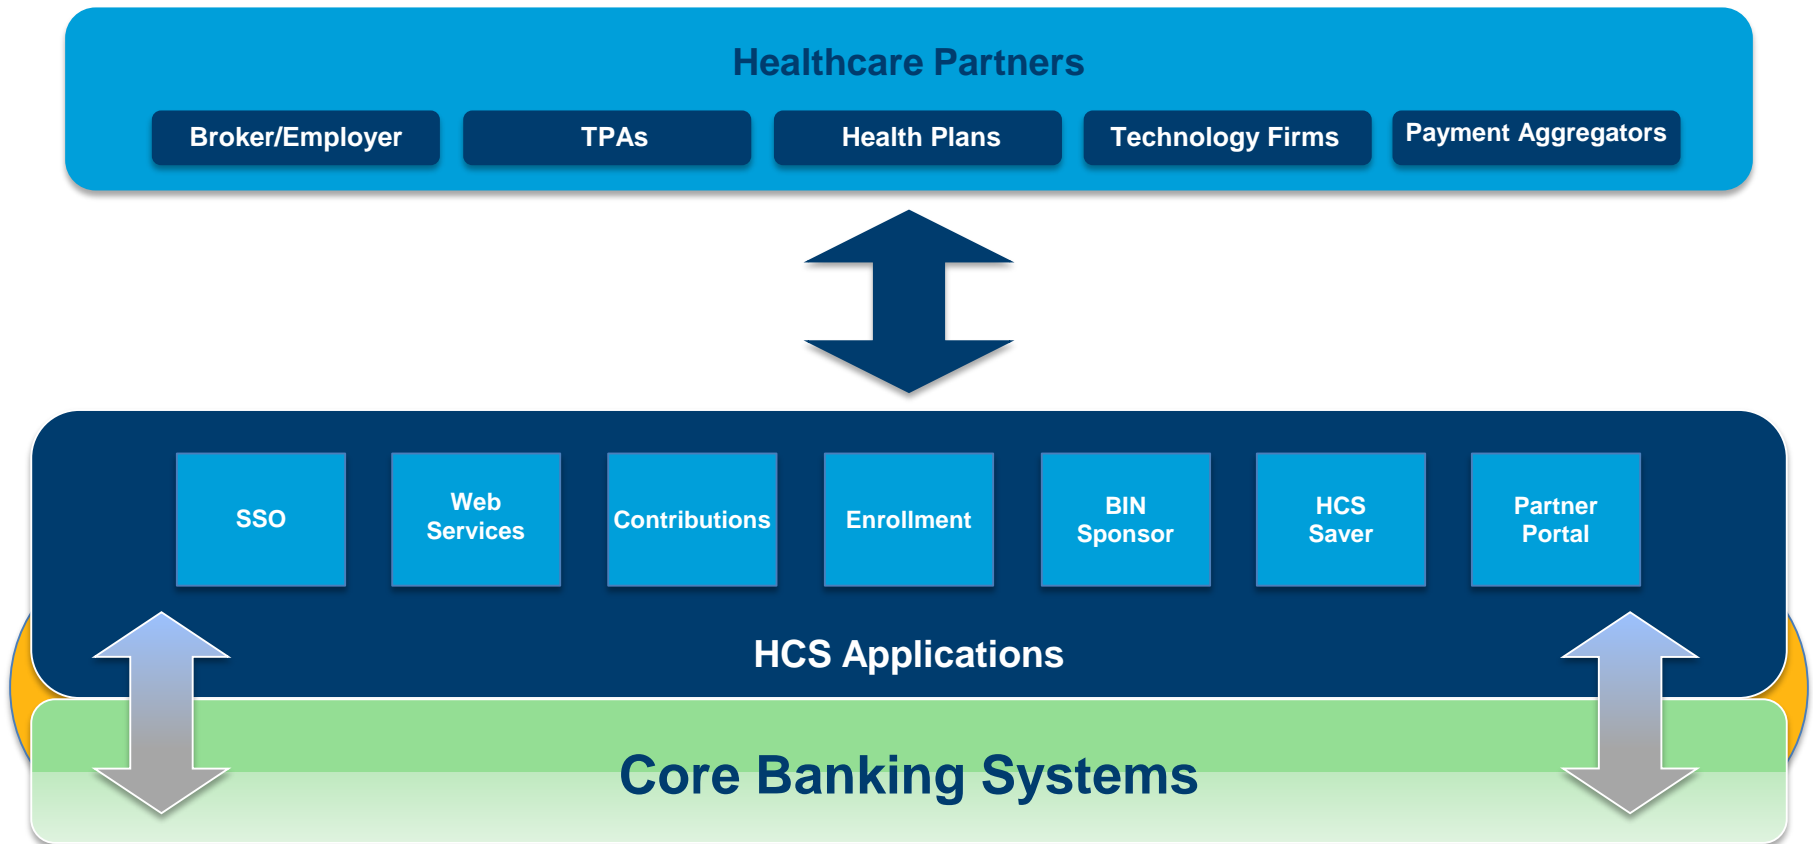 Healthcare Partners
Broker/Employer
TPAs
Health Plans
Technology Firms
Payment Aggregators
SSO
Web
Services
Contributions
Enrollment
BIN
Sponsor
HCS
Saver
Partner
Portal
HCS Applications
Core Banking Systems